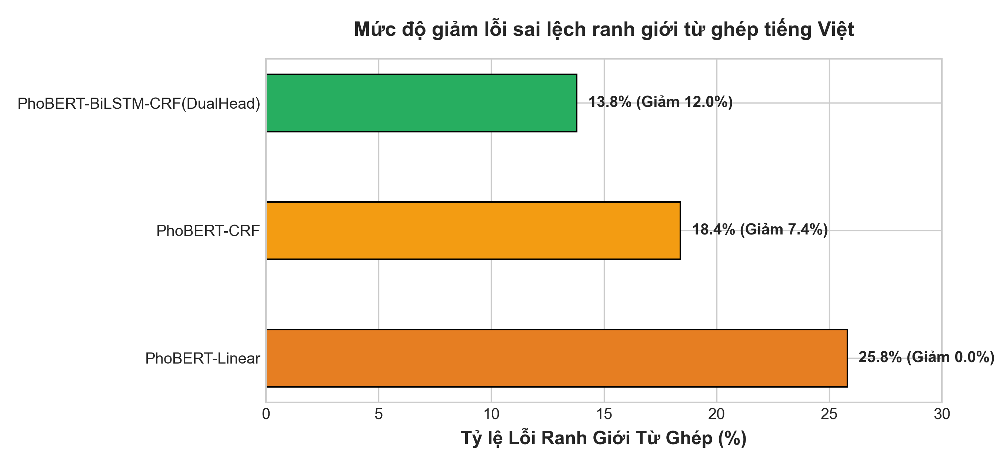 Mức độ giảm lỗi sai lệch ranh giới từ ghép tiếng Việt
PhoBERT-BiLSTM-CRF(DualHead)
13.8% (Giảm 12.0%)
PhoBERT-CRF
18.4% (Giảm 7.4%)
PhoBERT-Linear
25.8% (Giảm 0.0%)
0 5 10 15 20 25 30
Tỷ lệ Lỗi Ranh Giới Từ Ghép (%)